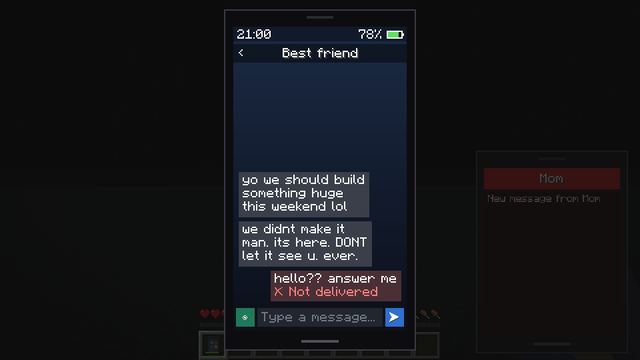 21:00 78%
< Best friend
yo we should build
something huge
this weekend lol
we didnt make it
man. its here. DONT
let it see u. ever.
hello?? answer me
X Not delivered
Type a message...
Mom
New message from Mom